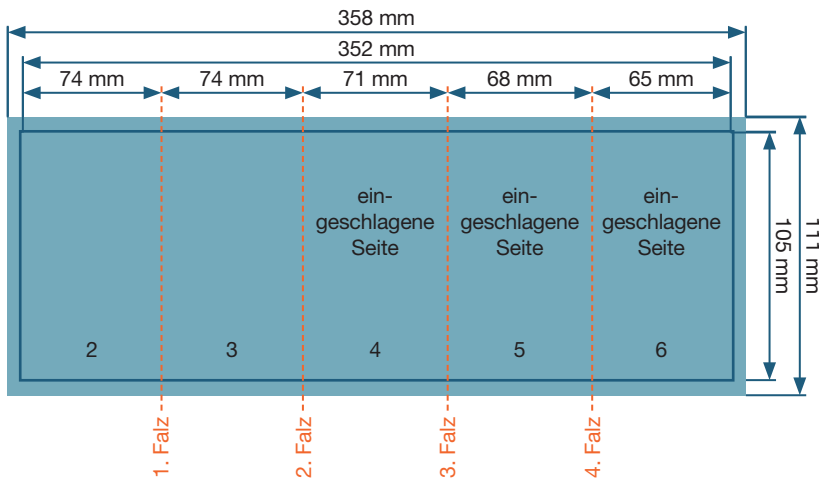 358 mm
352 mm
74 mm
74 mm
71 mm
68 mm
65 mm
ein-
geschlagene
Seite
ein-
geschlagene
Seite
ein-
geschlagene
Seite
105 mm
111 mm
2
3
4
5
6
1. Falz
2. Falz
3. Falz
4. Falz